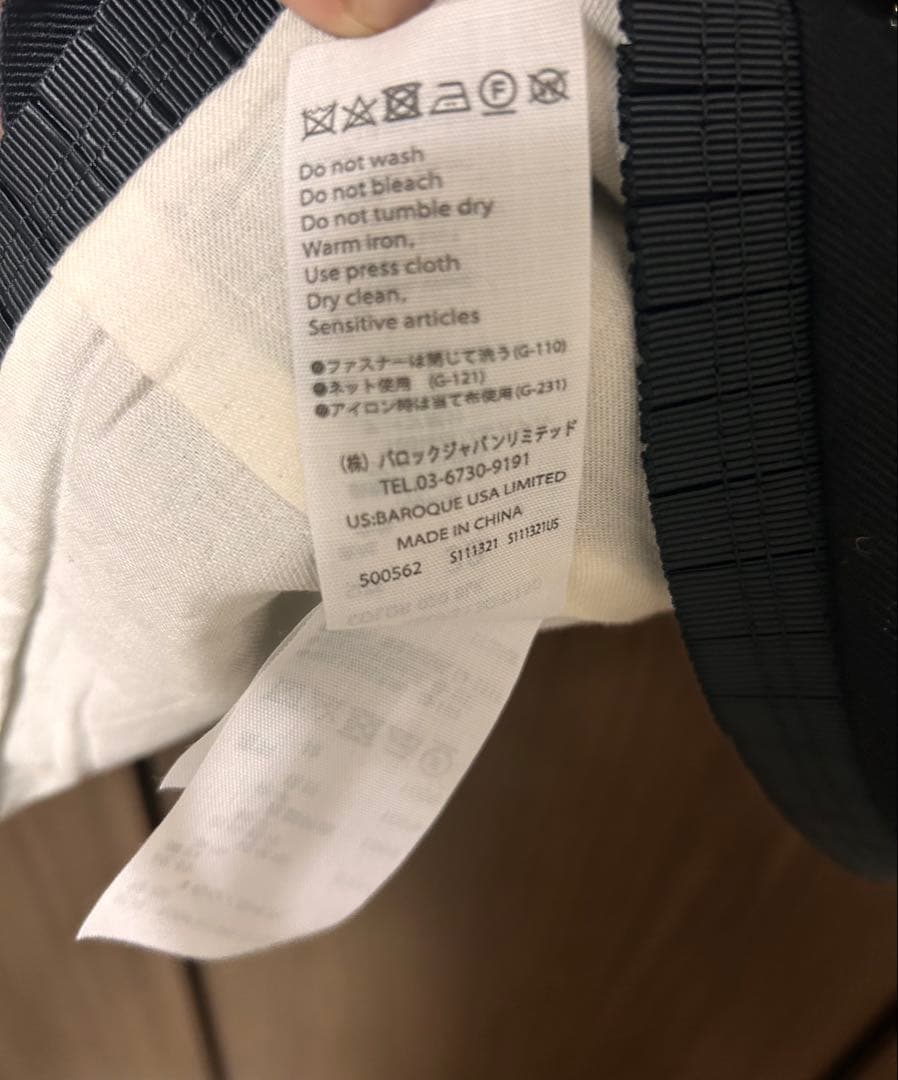 F
Do not wash
Do not bleach
Do not tumble dry
Warm iron,
Use press cloth
Dry clean,
Sensitive articles
●ファスナーは閉じて洗う(G-110)
●ネット使用 (G-121)
●アイロン時は当て布使用(G-231)
(株) バロックジャパンリミテッド
TEL.03-6730-9191
US:BAROQUE USA LIMITED
MADE IN CHINA
500562 S111321 S111321US